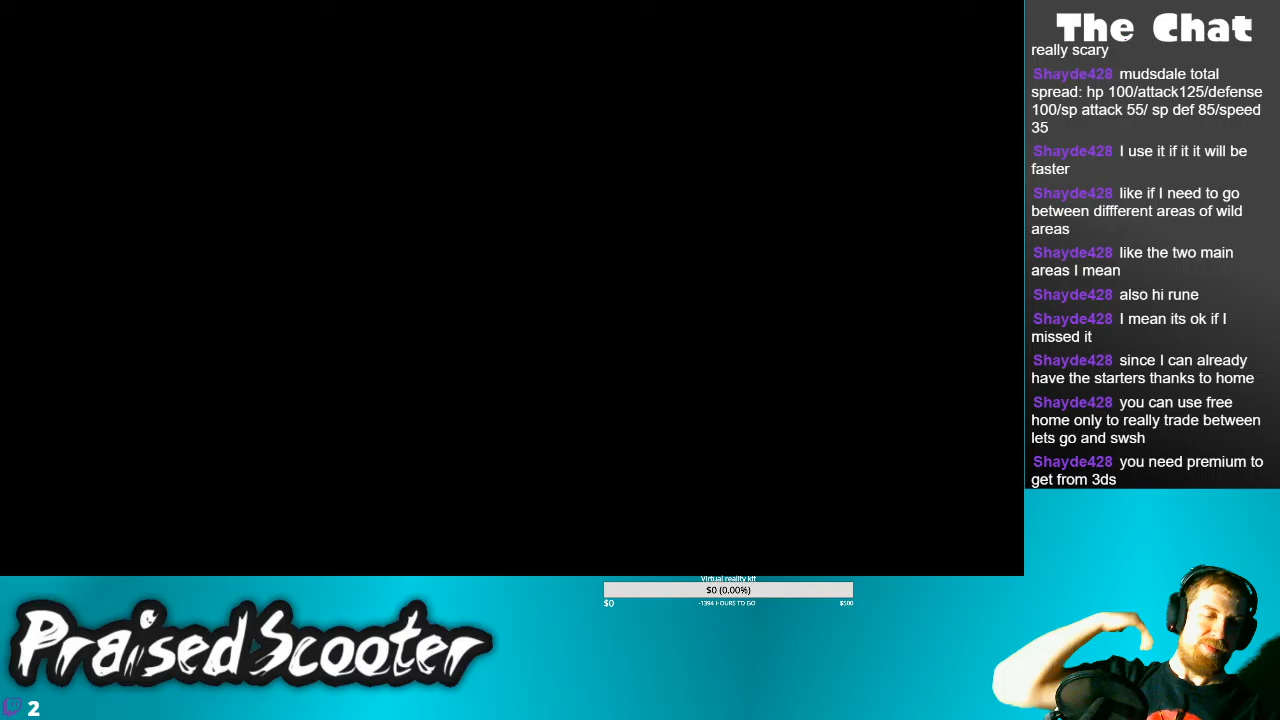 The Chat
really scary
Shayde428 mudsdale total
spread: hp 100/attack125/defense
100/sp attack 55/ sp def 85/speed
35
Shayde428 I use it if it it will be
faster
Shayde428 like if I need to go
between diffferent areas of wild
areas
Shayde428 like the two main
areas I mean
Shayde428 also hi rune
Shayde428 I mean its ok if I
missed it
Shayde428 since I can already
have the starters thanks to home
Shayde428 you can use free
home only to really trade between
lets go and swsh
Shayde428 you need premium to
get from 3ds
Virtual reality kit
$0 (0.00%)
$0 -1394 HOURS TO GO $500
PraisedScooter
2